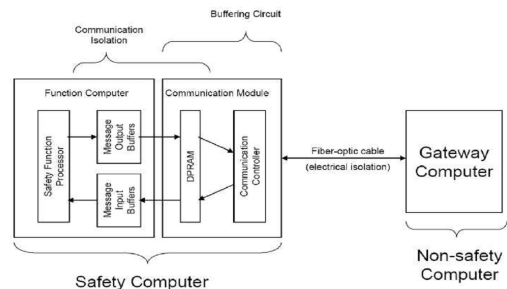 Buffering Circuit
Communication
Isolation
Function Computer
Communication Module
Safety Function
Processor
Message
Output
Buffers
Message
Input
Buffers
DPRAM
Communication
Controller
Fiber-optic cable
(electrical isolation)
Gateway
Computer
Safety Computer
Non-safety
Computer